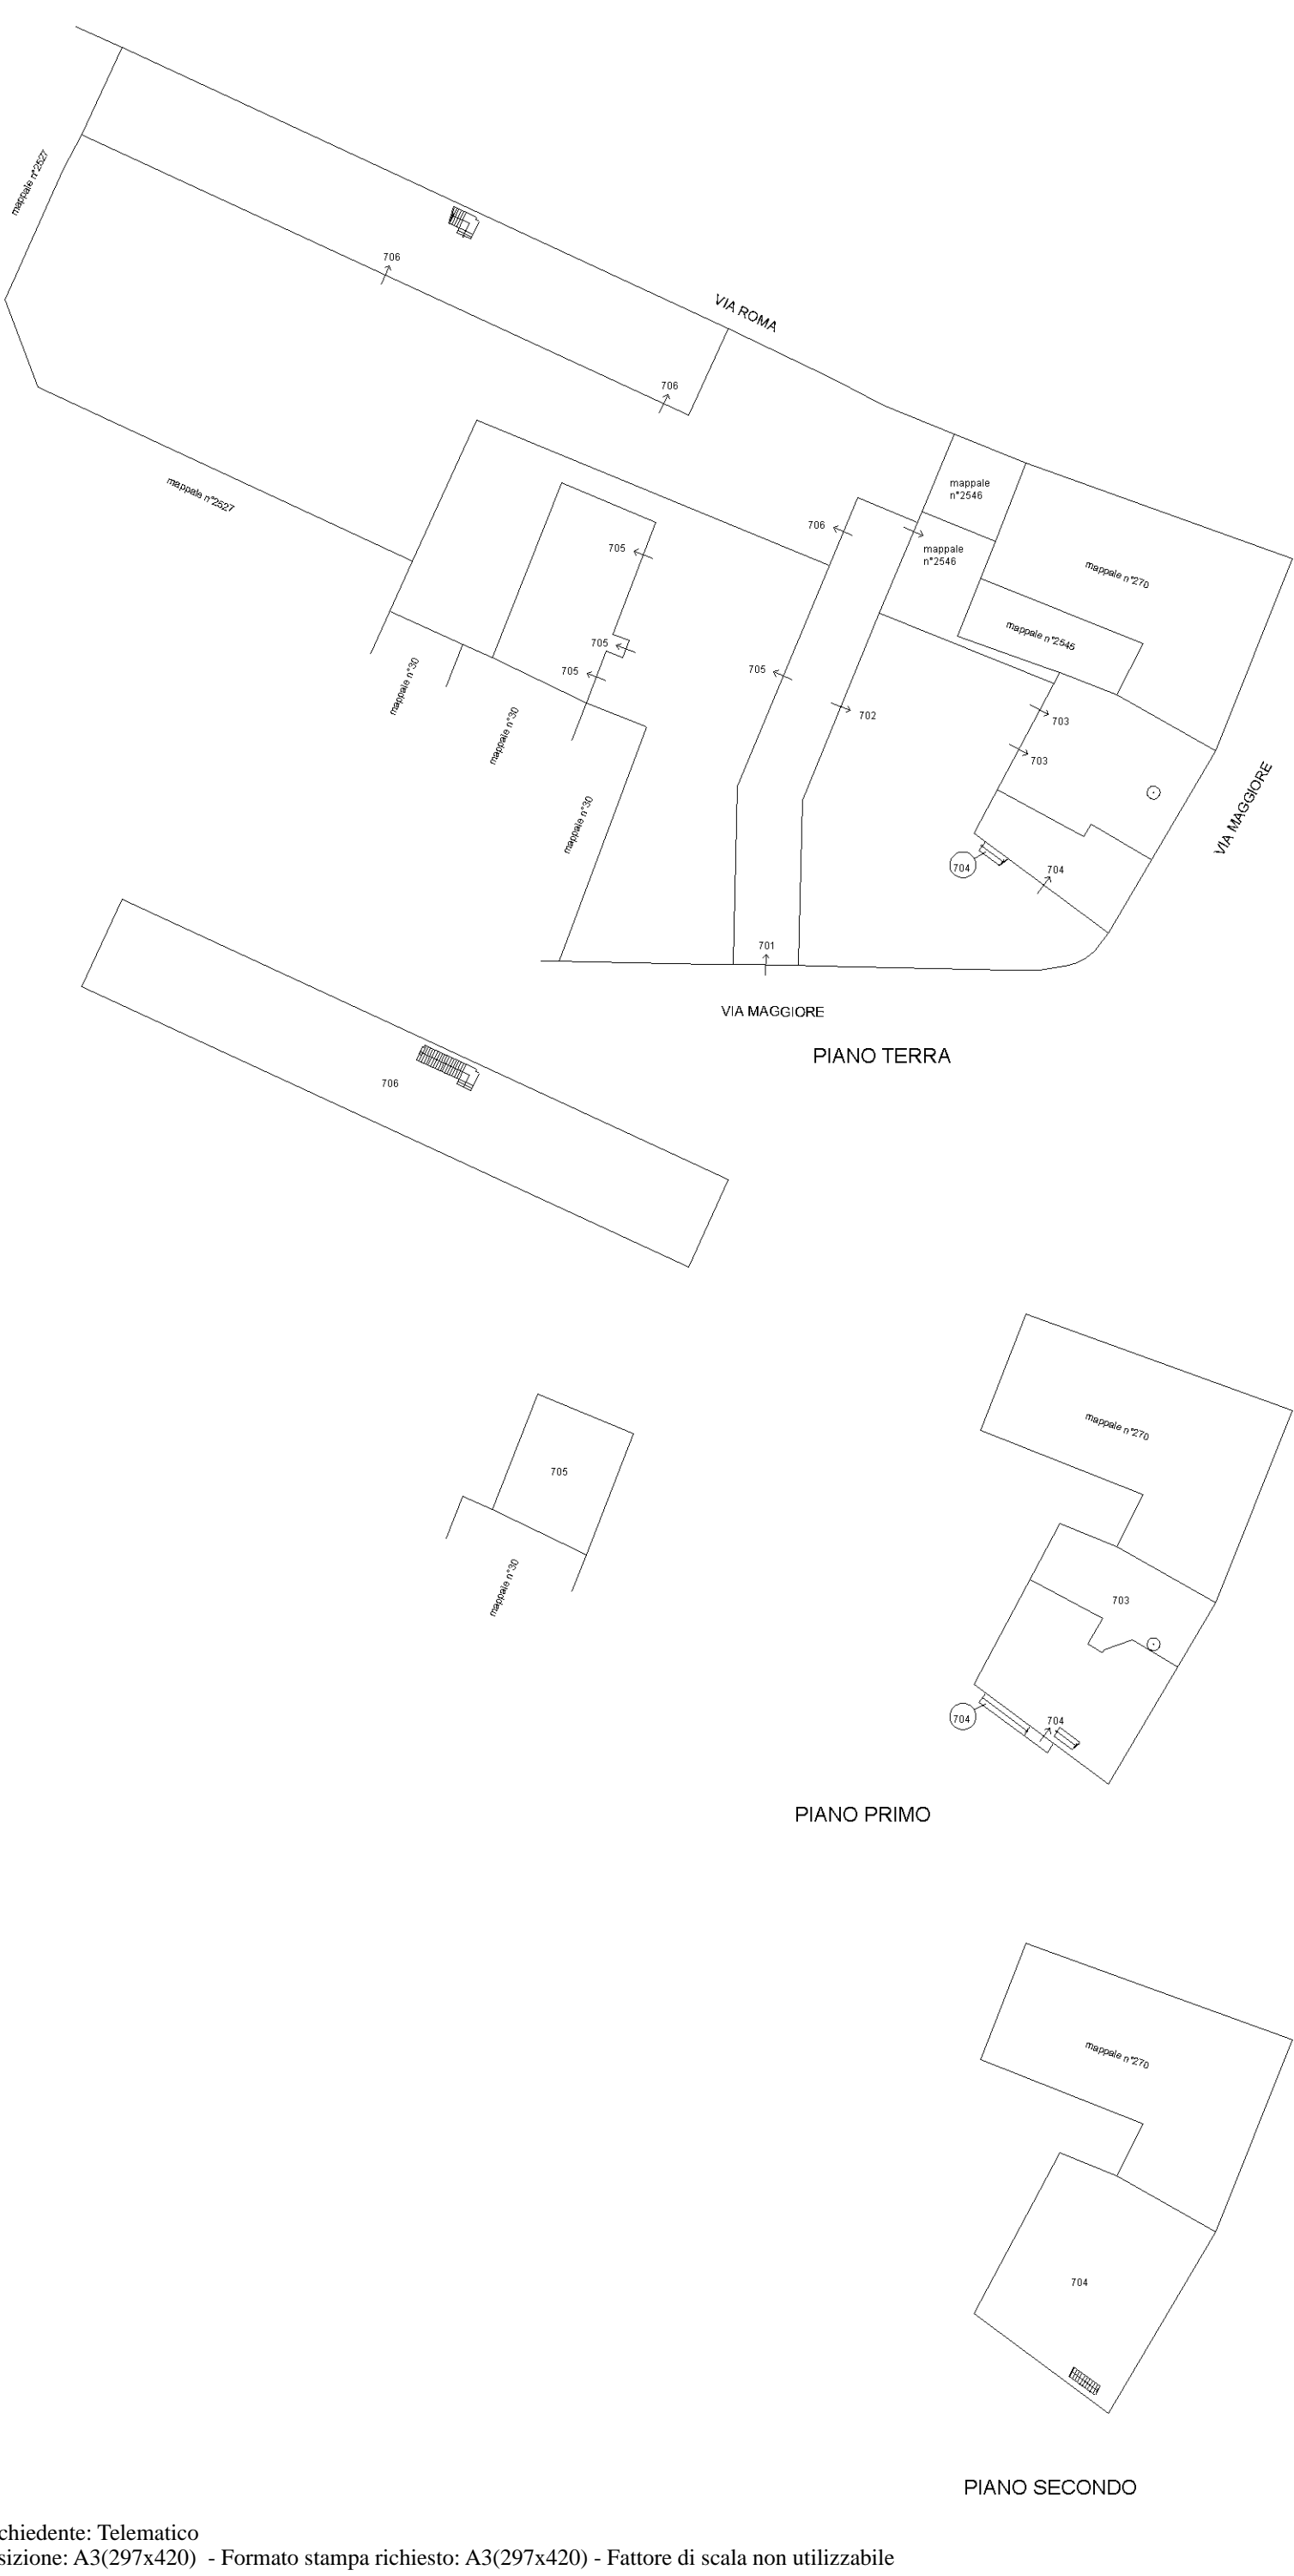 mappale n°2527
706
VIA ROMA
706
mappale n°2527
mappale
n°2546
706
mappale
n°2546
705
mappale n°270
mappale n°2545
705
705
705
mappale n°30
702
703
mappale n°30
703
mappale n°30
VIA MAGGIORE
704
704
701
VIA MAGGIORE
PIANO TERRA
706
mappale n°270
705
mappale n°30
703
704
704
PIANO PRIMO
mappale n°270
704
PIANO SECONDO
chiedente: Telematico
sizione: A3(297x420) - Formato stampa richiesto: A3(297x420) - Fattore di scala non utilizzabile